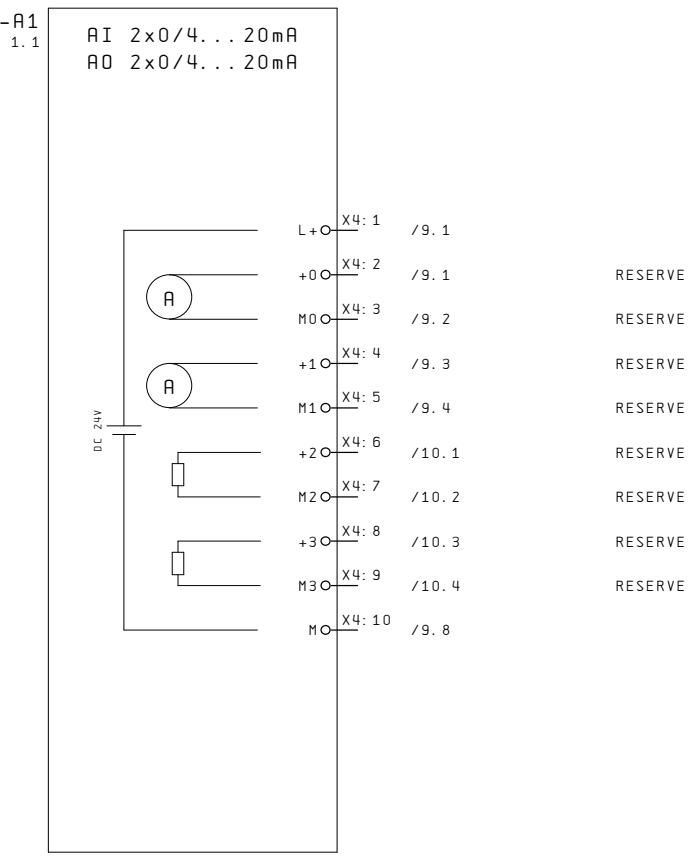 -A1
1.1
AI 2x0/4...20mA
AO 2x0/4...20mA
L+ X4:1 /9.1
+0 X4:2 /9.1 RESERVE
A
M0 X4:3 /9.2 RESERVE
+1 X4:4 /9.3 RESERVE
A
M1 X4:5 /9.4 RESERVE
DC 24V
+2 X4:6 /10.1 RESERVE
M2 X4:7 /10.2 RESERVE
+3 X4:8 /10.3 RESERVE
M3 X4:9 /10.4 RESERVE
M X4:10 /9.8